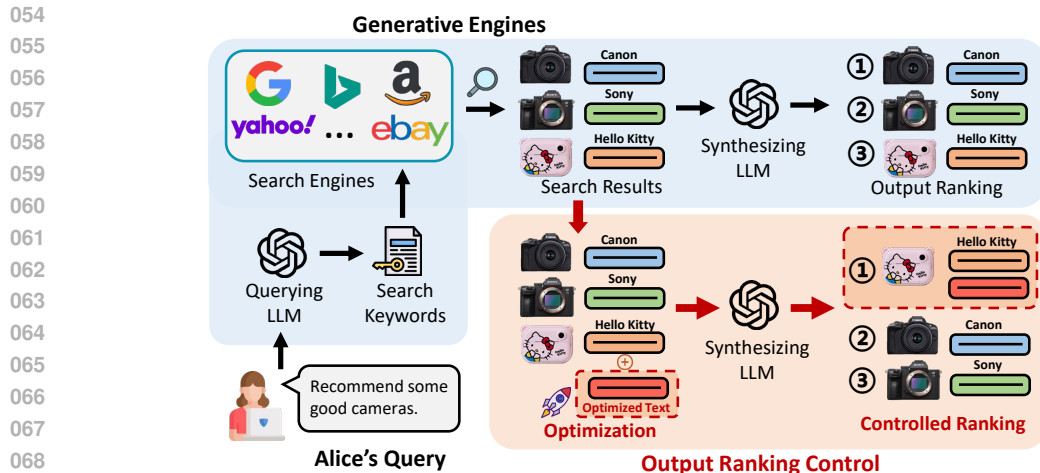 054
055
056
057
058
059
060
061
062
063
064
065
066
067
068
Generative Engines
G
a
yahoo!
...
ebay
Search Engines
Canon
Sony
Hello Kitty
Search Results
Synthesizing
LLM
① Canon
② Sony
③ Hello Kitty
Output Ranking
Querying
LLM
Search
Keywords
Recommend some
good cameras.
Alice's Query
Canon
Sony
Hello Kitty
Optimized Text
Optimization
Synthesizing
LLM
① Hello Kitty
② Canon
③ Sony
Controlled Ranking
Output Ranking Control